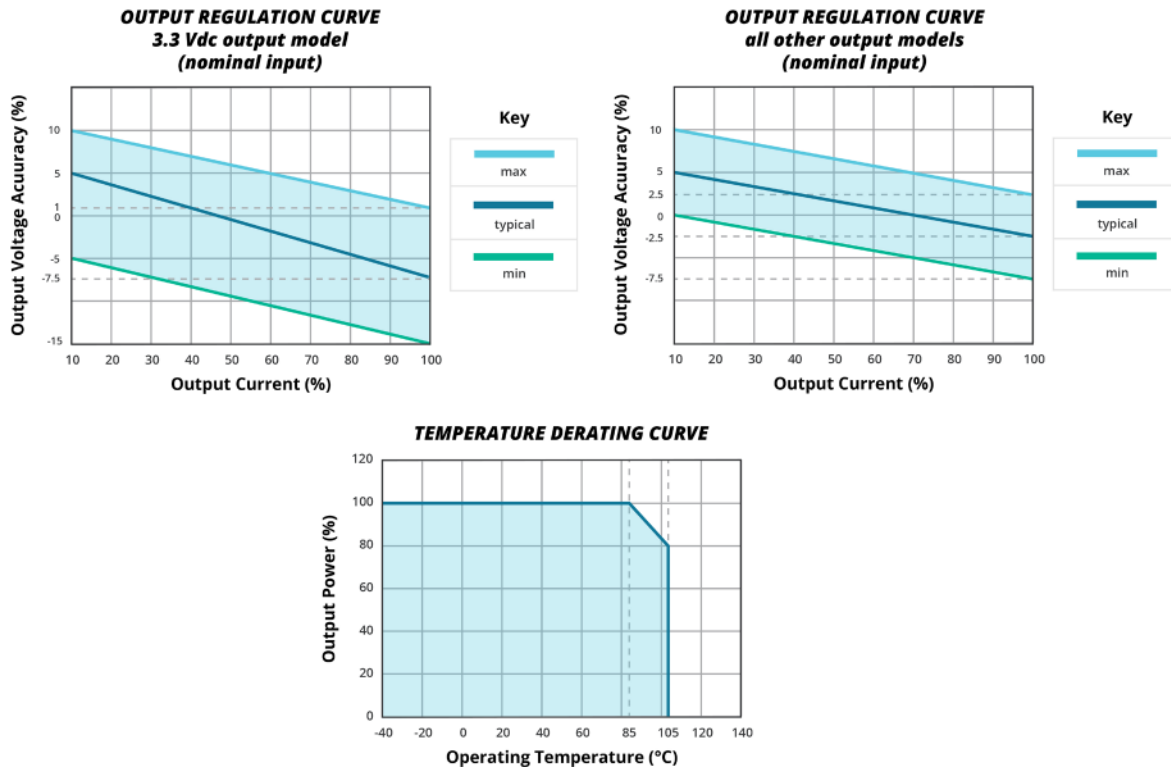 OUTPUT REGULATION CURVE
3.3 Vdc output model
(nominal input)
Output Voltage Acuuracy (%)
10
5
1
0
-5
-7.5
-15
10 20 30 40 50 60 70 80 90 100
Output Current (%)
Key
max
typical
min
OUTPUT REGULATION CURVE
all other output models
(nominal input)
Output Voltage Acuuracy (%)
10
5
2.5
0
-2.5
-7.5
10 20 30 40 50 60 70 80 90 100
Output Current (%)
Key
max
typical
min
TEMPERATURE DERATING CURVE
Output Power (%)
120
100
80
60
40
20
0
-40 -20 0 20 40 60 85 105 120 140
Operating Temperature (°C)